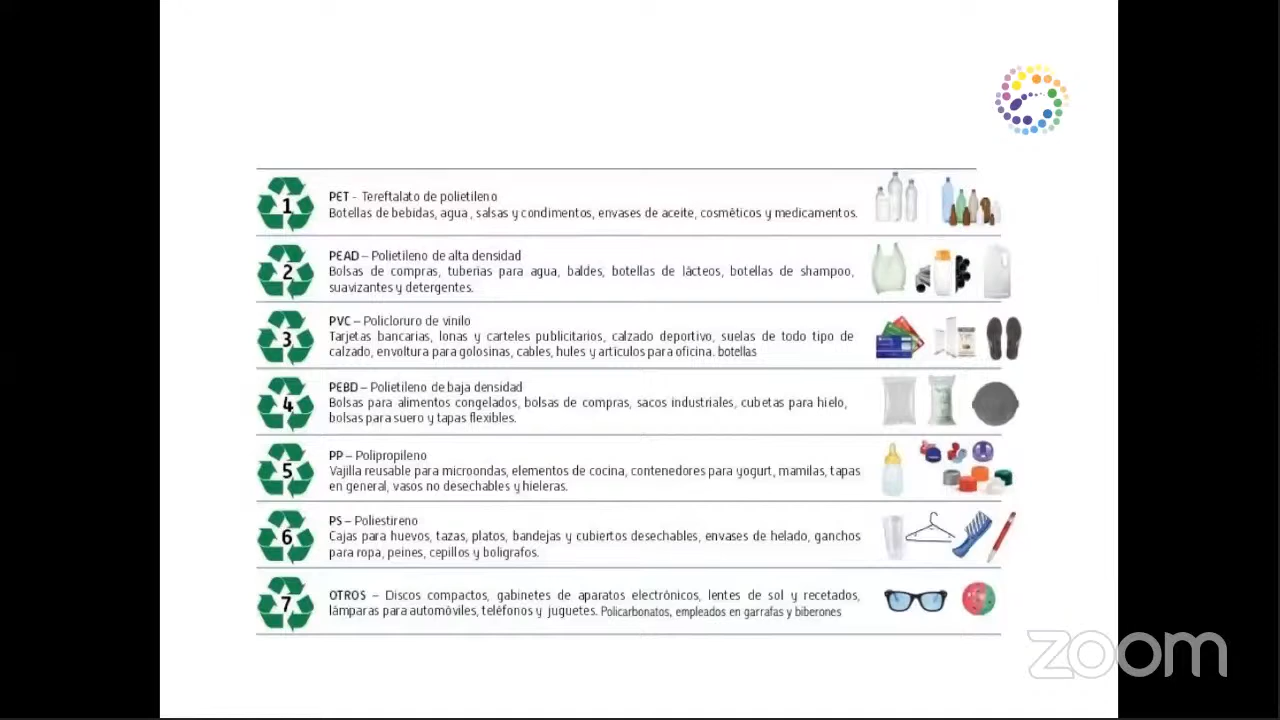 1
PET - Tereftalato de polietileno
Botellas de bebidas, agua , salsas y condimentos, envases de aceite, cosméticos y medicamentos.
2
PEAD – Polietileno de alta densidad
Bolsas de compras, tuberias para agua, baldes, botellas de lácteos, botellas de shampoo,
suavizantes y detergentes.
3
PVC – Policloruro de vinilo
Tarjetas bancarias, lonas y carteles publicitarios, calzado deportivo, suelas de todo tipo de
calzado, envoltura para golosinas, cables, hules y artículos para oficina. botellas
4
PEBD – Polietileno de baja densidad
Bolsas para alimentos congelados, bolsas de compras, sacos industriales, cubetas para hielo,
bolsas para suero y tapas flexibles.
5
PP – Polipropileno
Vajilla reusable para microondas, elementos de cocina, contenedores para yogurt, mamilas, tapas
en general, vasos no desechables y hieleras.
6
PS – Poliestireno
Cajas para huevos, tazas, platos, bandejas y cubiertos desechables, envases de helado, ganchos
para ropa, peines, cepillos y boligrafos.
7
OTROS – Discos compactos, gabinetes de aparatos electrónicos, lentes de sol y recetados,
lámparas para automóviles, teléfonos y juguetes. Policarbonatos, empleados en garrafas y biberones
zoom